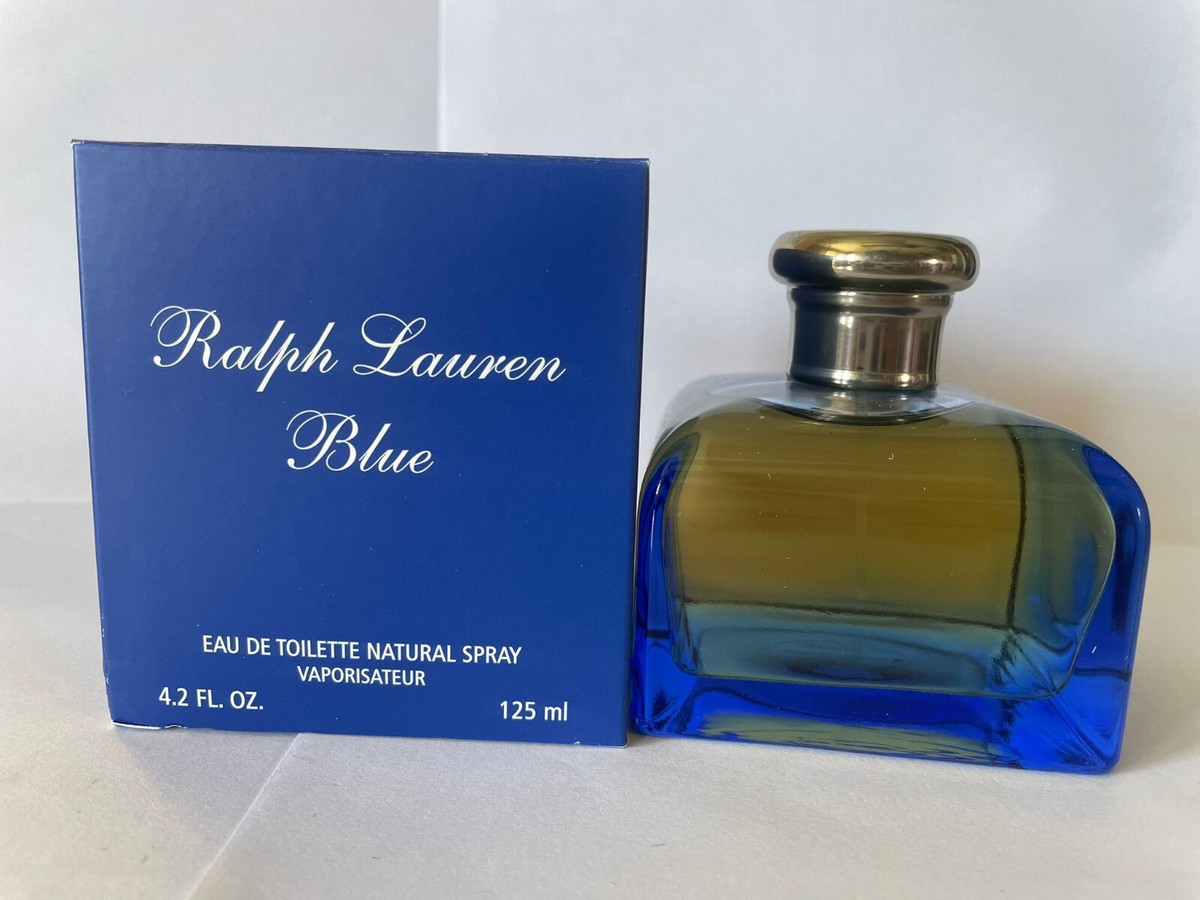 Ralph Lauren
Blue
EAU DE TOILETTE NATURAL SPRAY
VAPORISATEUR
4.2 FL. OZ. 125 ml